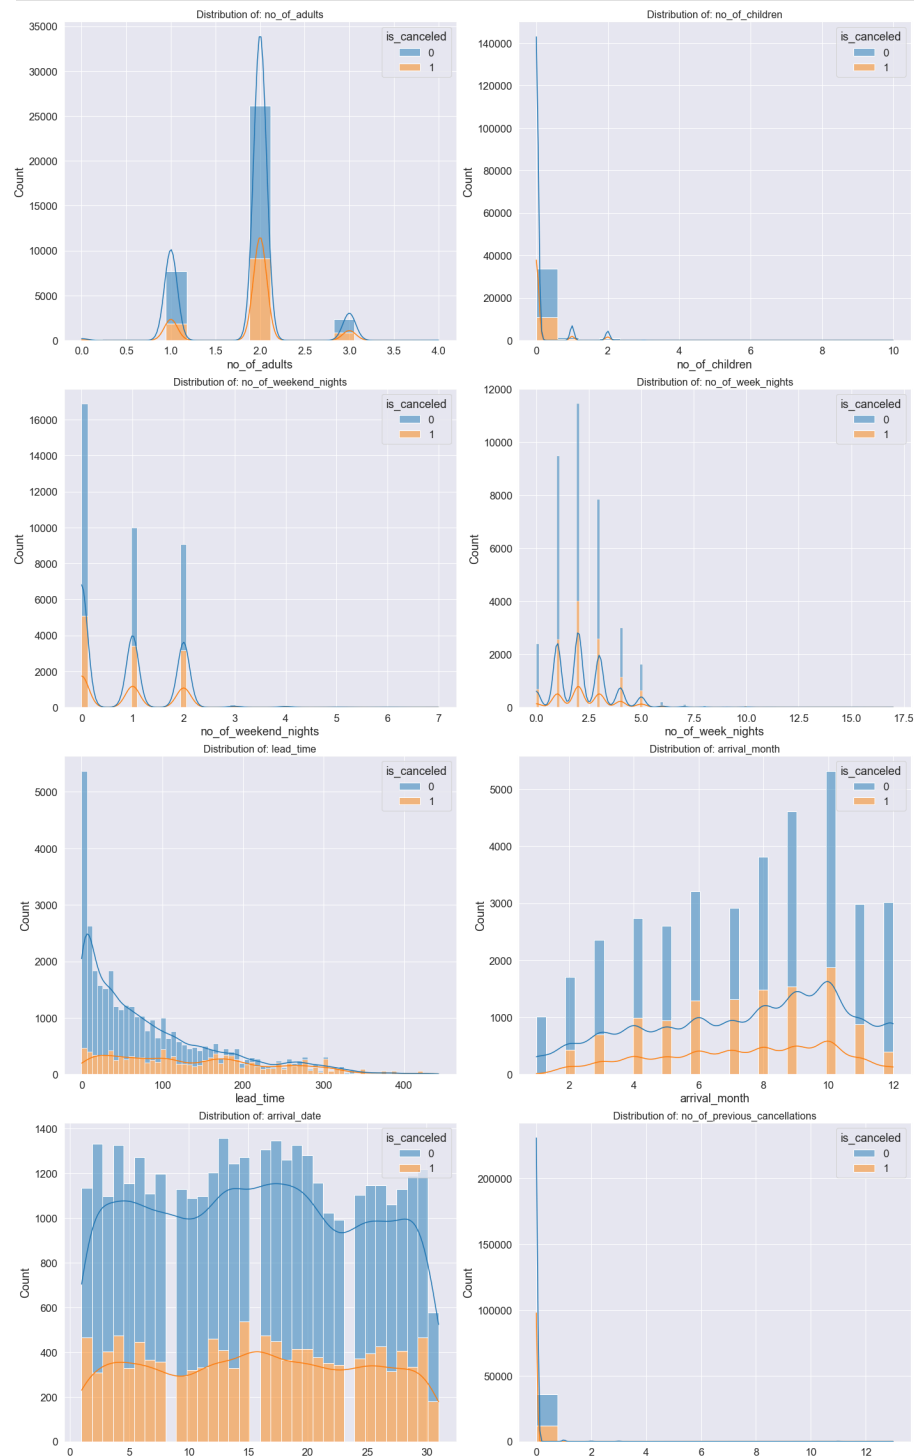 Distribution of: no_of_adults
is_canceled
0
1
35000
30000
25000
20000
15000
10000
5000
0
Count
0.0 0.5 1.0 1.5 2.0 2.5 3.0 3.5 4.0
no_of_adults
Distribution of: no_of_children
is_canceled
0
1
140000
120000
100000
80000
60000
40000
20000
0
Count
0 2 4 6 8 10
no_of_children
Distribution of: no_of_weekend_nights
is_canceled
0
1
16000
14000
12000
10000
8000
6000
4000
2000
0
Count
0 1 2 3 4 5 6 7
no_of_weekend_nights
Distribution of: no_of_week_nights
is_canceled
0
1
12000
10000
8000
6000
4000
2000
0
Count
0.0 2.5 5.0 7.5 10.0 12.5 15.0 17.5
no_of_week_nights
Distribution of: lead_time
is_canceled
0
1
5000
4000
3000
2000
1000
0
Count
0 100 200 300 400
lead_time
Distribution of: arrival_month
is_canceled
0
1
5000
4000
3000
2000
1000
0
Count
2 4 6 8 10 12
arrival_month
Distribution of: arrival_date
is_canceled
0
1
1400
1200
1000
800
600
400
200
0
Count
0 5 10 15 20 25 30
Distribution of: no_of_previous_cancellations
is_canceled
0
1
200000
150000
100000
50000
0
Count
0 2 4 6 8 10 12